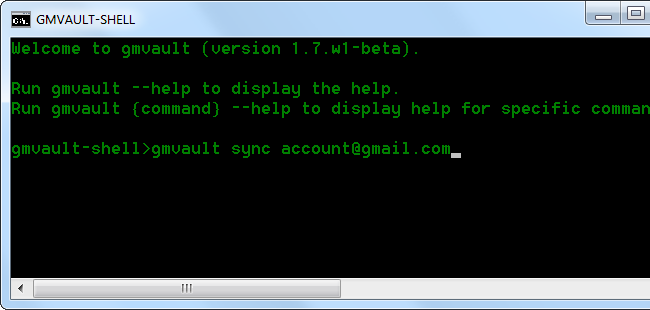 GMVAULT-SHELL
Welcome to gmvault (version 1.7.w1-beta).
Run gmvault --help to display the help.
Run gmvault {command} --help to display help for specific comman
gmvault-shell>gmvault sync account@gmail.com